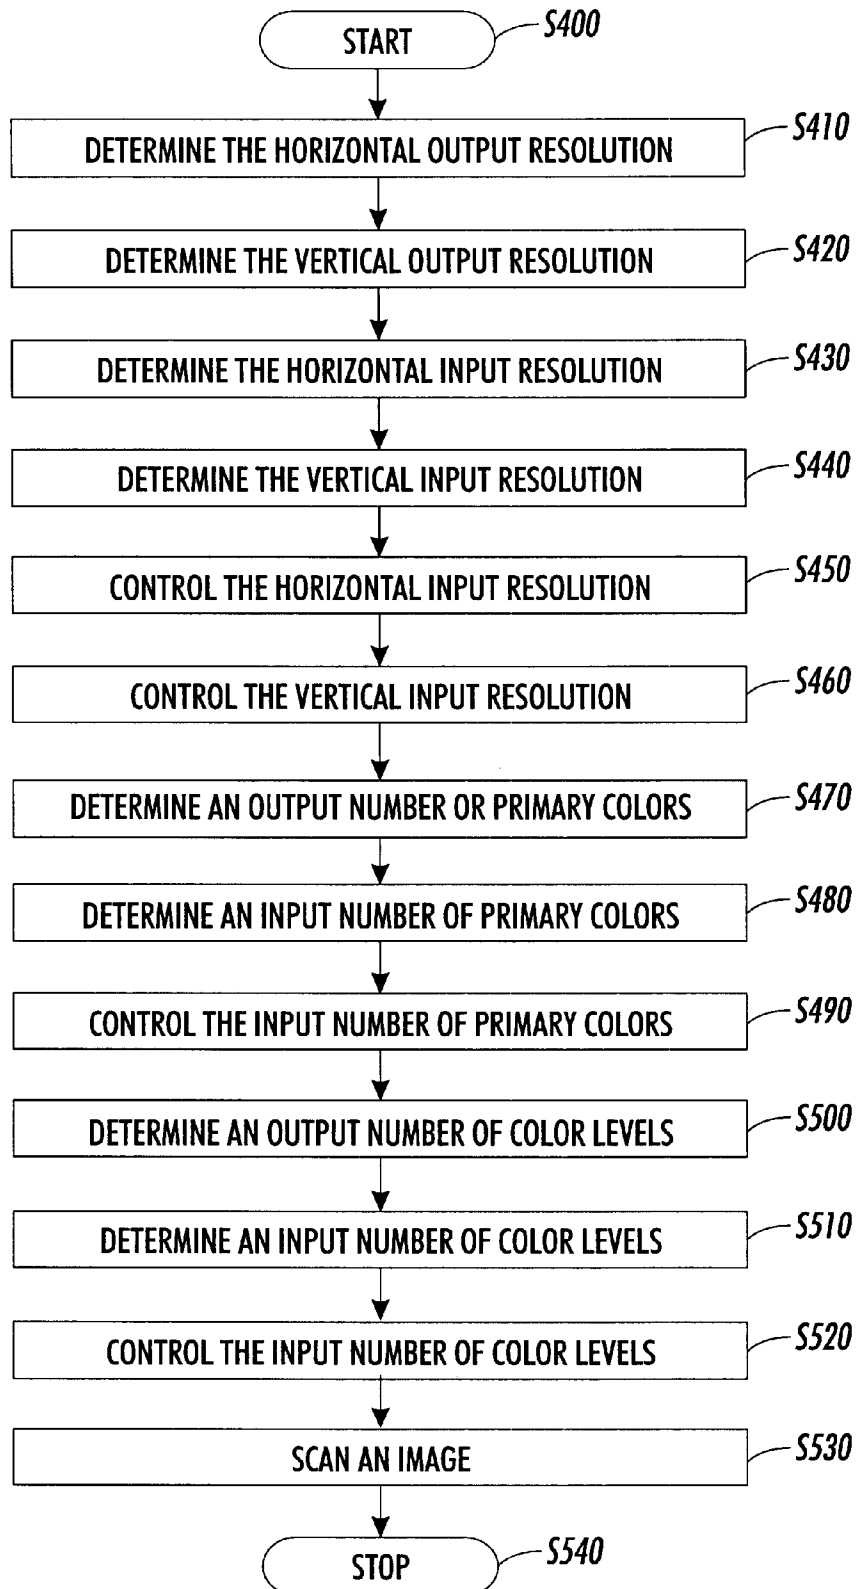 START S400
DETERMINE THE HORIZONTAL OUTPUT RESOLUTION S410
DETERMINE THE VERTICAL OUTPUT RESOLUTION S420
DETERMINE THE HORIZONTAL INPUT RESOLUTION S430
DETERMINE THE VERTICAL INPUT RESOLUTION S440
CONTROL THE HORIZONTAL INPUT RESOLUTION S450
CONTROL THE VERTICAL INPUT RESOLUTION S460
DETERMINE AN OUTPUT NUMBER OR PRIMARY COLORS S470
DETERMINE AN INPUT NUMBER OF PRIMARY COLORS S480
CONTROL THE INPUT NUMBER OF PRIMARY COLORS S490
DETERMINE AN OUTPUT NUMBER OF COLOR LEVELS S500
DETERMINE AN INPUT NUMBER OF COLOR LEVELS S510
CONTROL THE INPUT NUMBER OF COLOR LEVELS S520
SCAN AN IMAGE S530
STOP S540